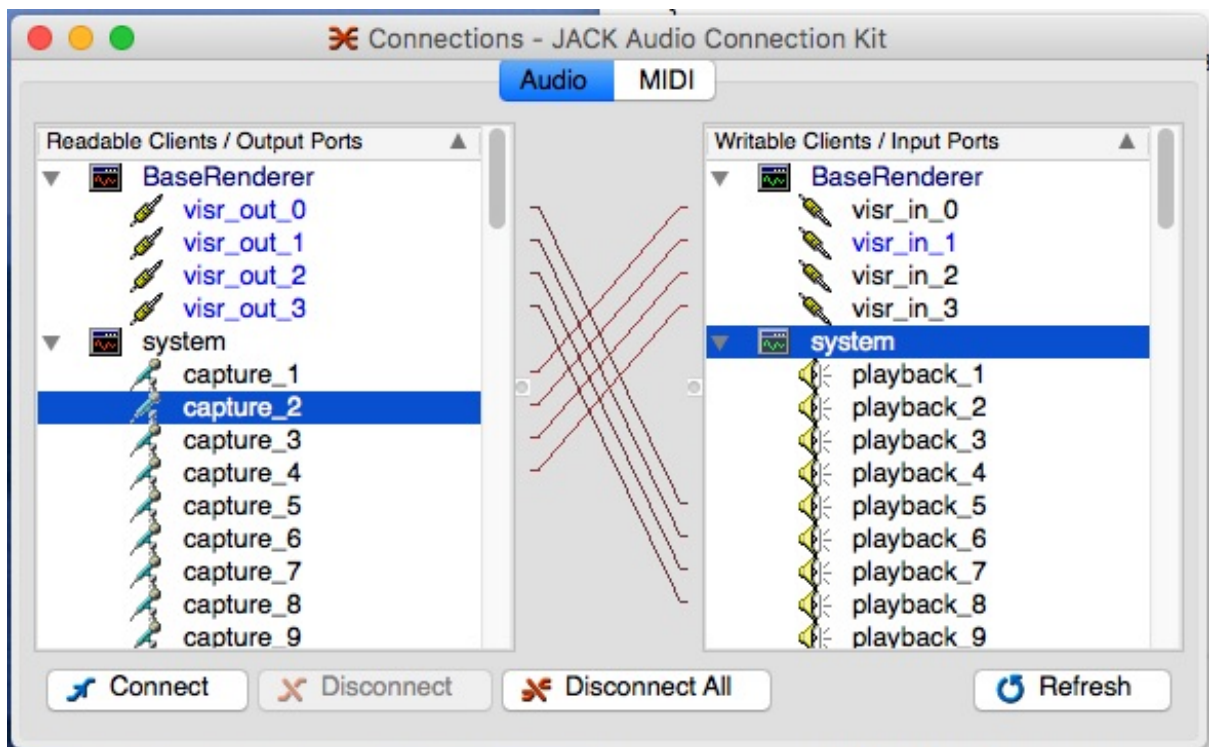 Connections - JACK Audio Connection Kit
Audio MIDI
Readable Clients / Output Ports
BaseRenderer
visr_out_0
visr_out_1
visr_out_2
visr_out_3
system
capture_1
capture_2
capture_3
capture_4
capture_5
capture_6
capture_7
capture_8
capture_9
Writable Clients / Input Ports
BaseRenderer
visr_in_0
visr_in_1
visr_in_2
visr_in_3
system
playback_1
playback_2
playback_3
playback_4
playback_5
playback_6
playback_7
playback_8
playback_9
Connect Disconnect Disconnect All Refresh